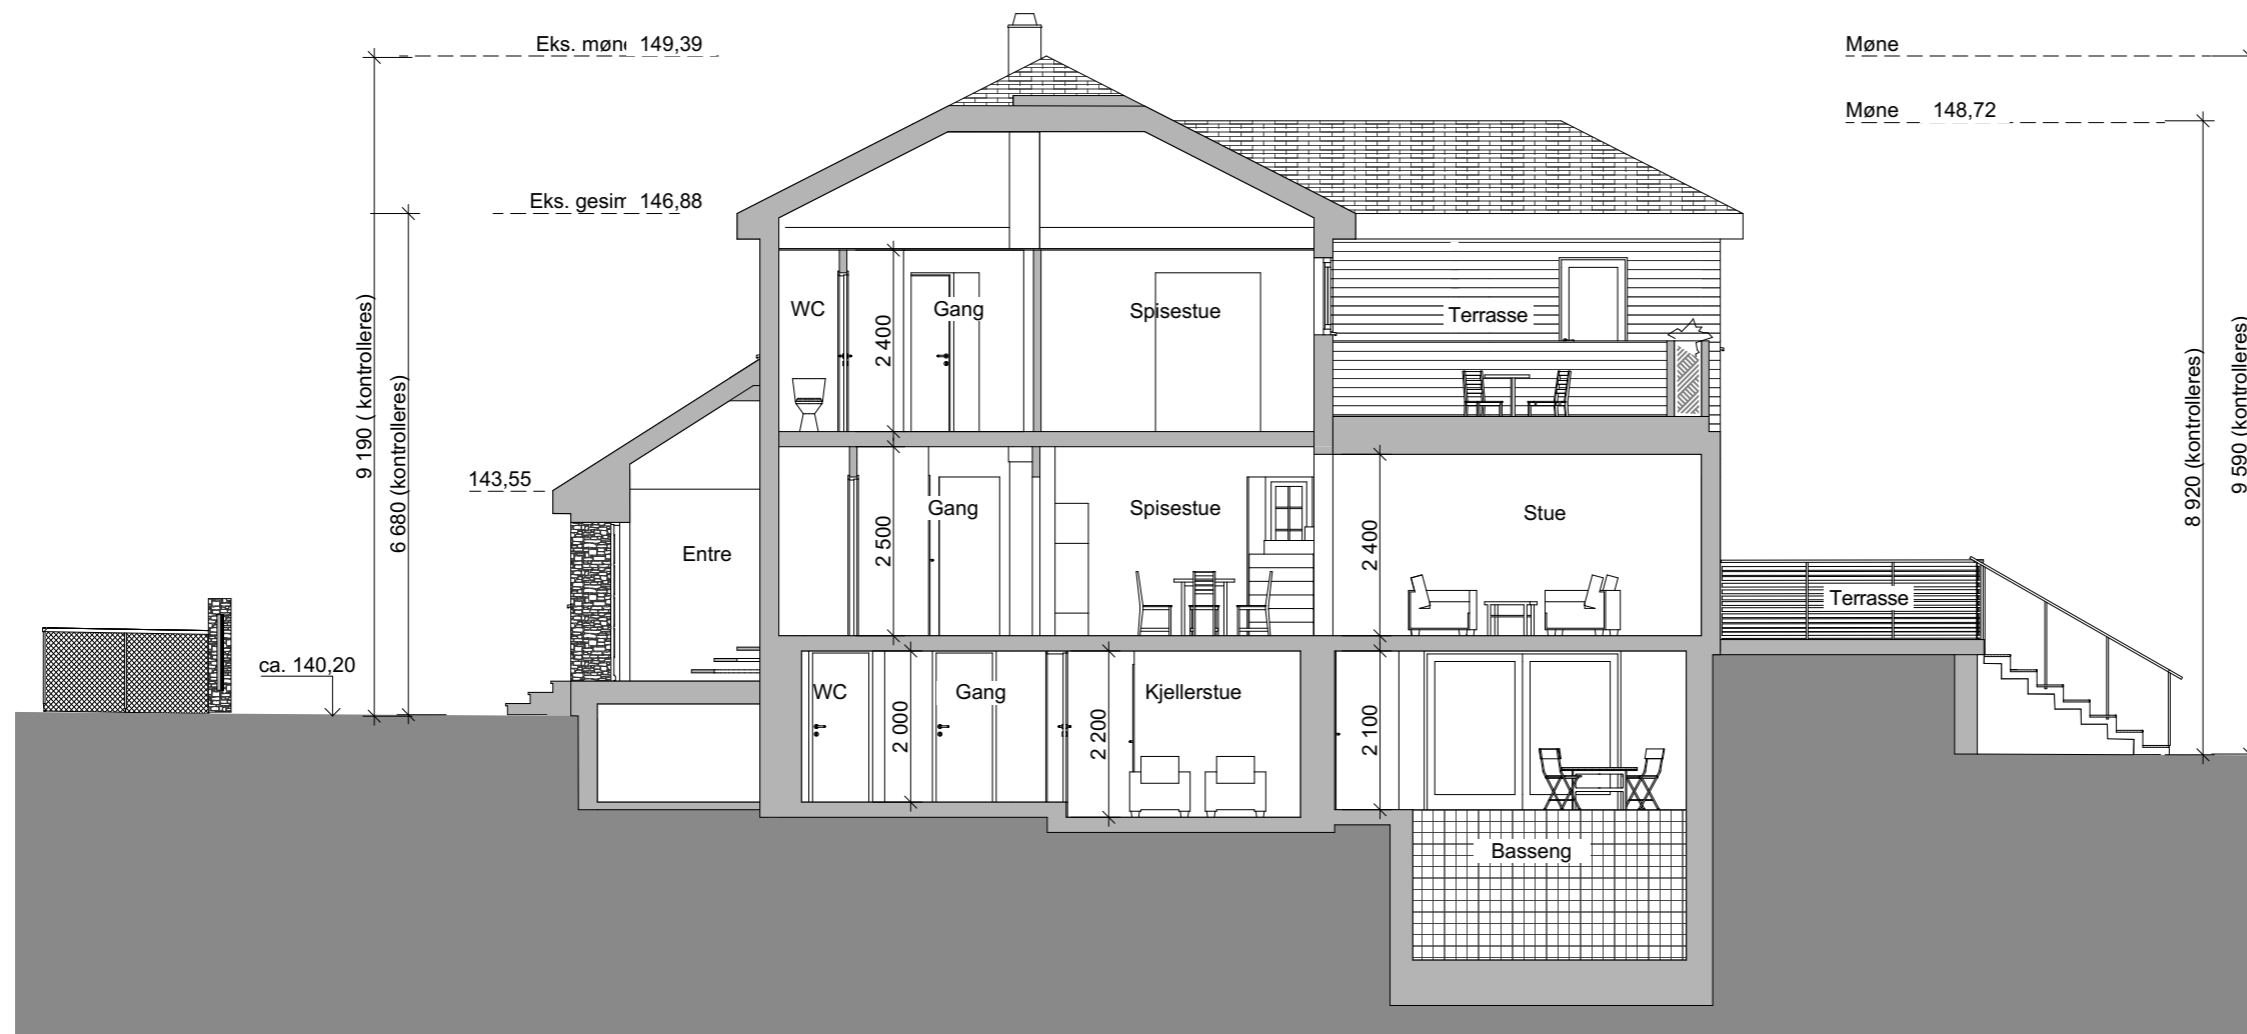 Eks. møne 149,39
Møne
Møne 148,72
Eks. gesim 146,88
WC
Gang
Spisestue
Terrasse
2 400
9 190 ( kontrolleres)
6 680 (kontrolleres)
8 920 (kontrolleres)
9 590 (kontrolleres)
143,55
Gang
Spisestue
Stue
2 500
2 400
Entre
Terrasse
ca. 140,20
WC
Gang
Kjellerstue
2 000
2 200
2 100
Basseng